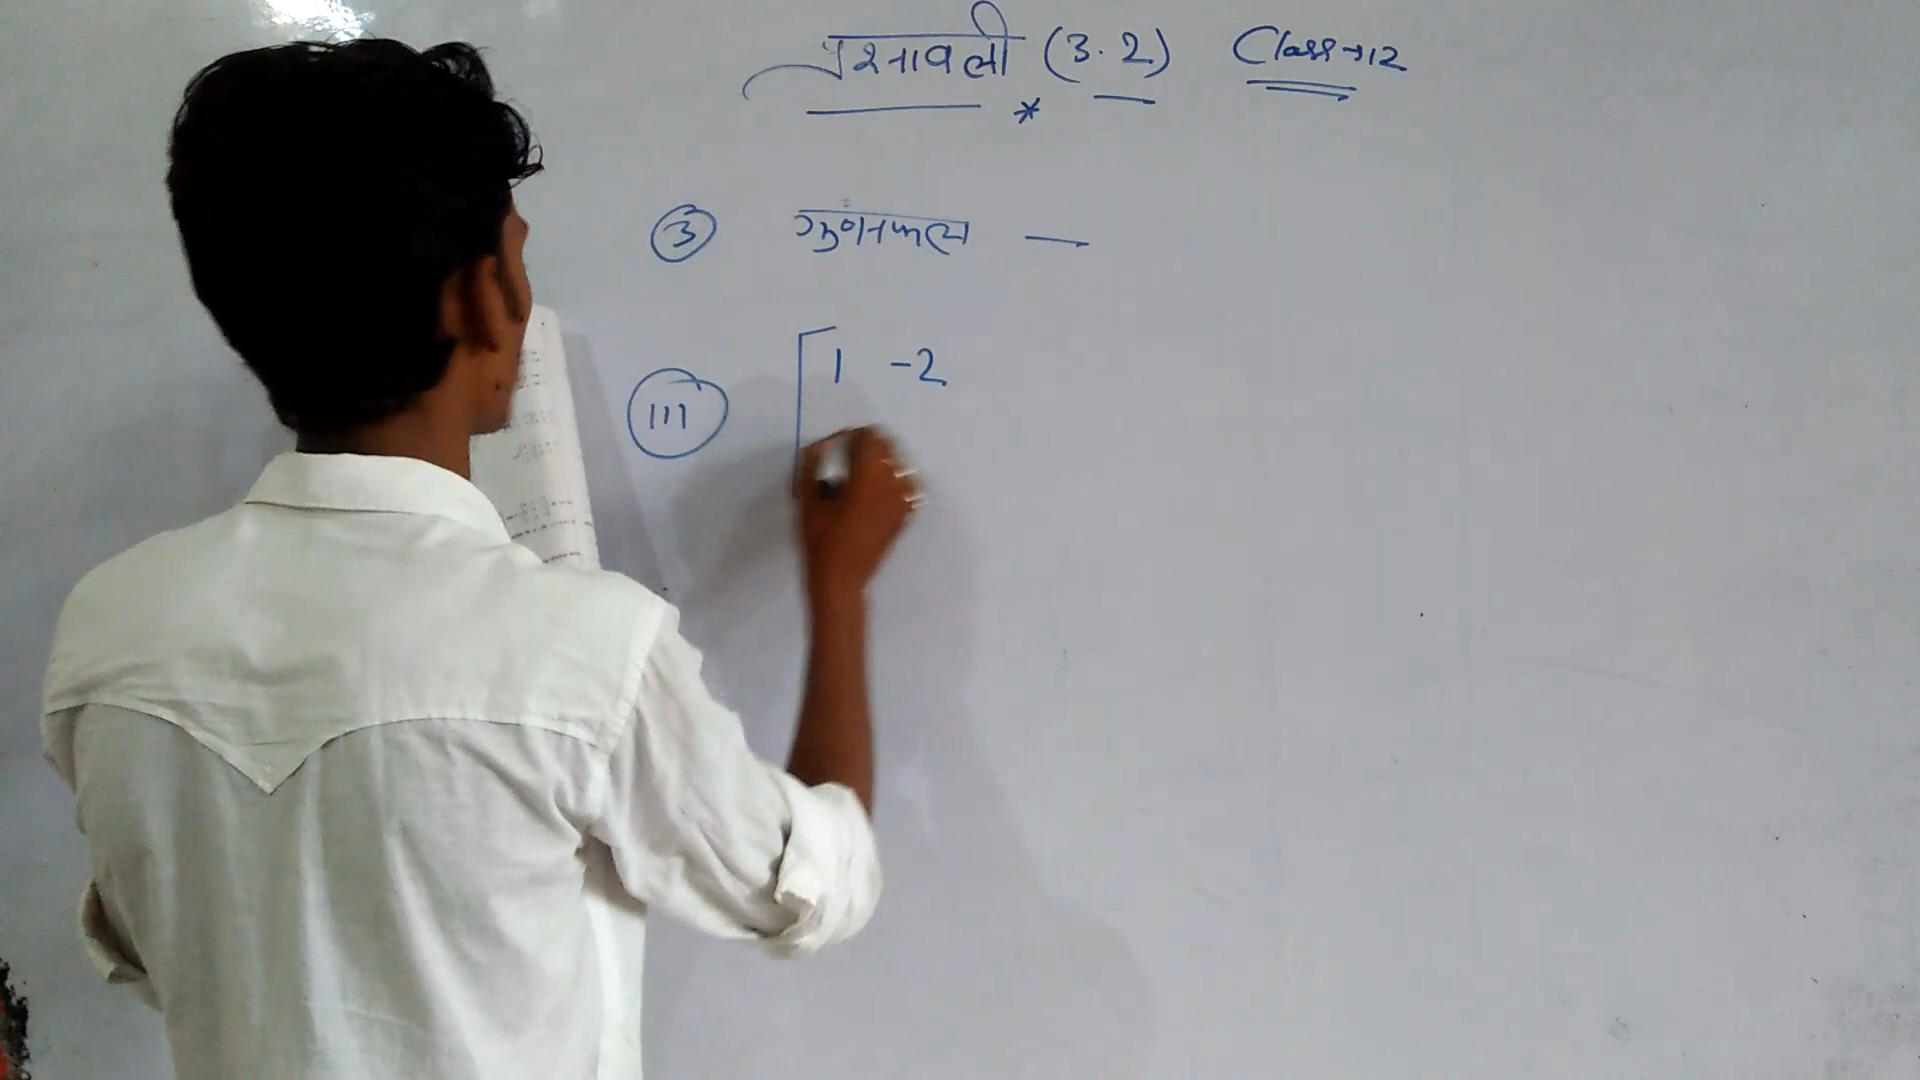 प्रश्नावली (3.2) Class→12
*
3 गुणनफल —
III [ 1 -2